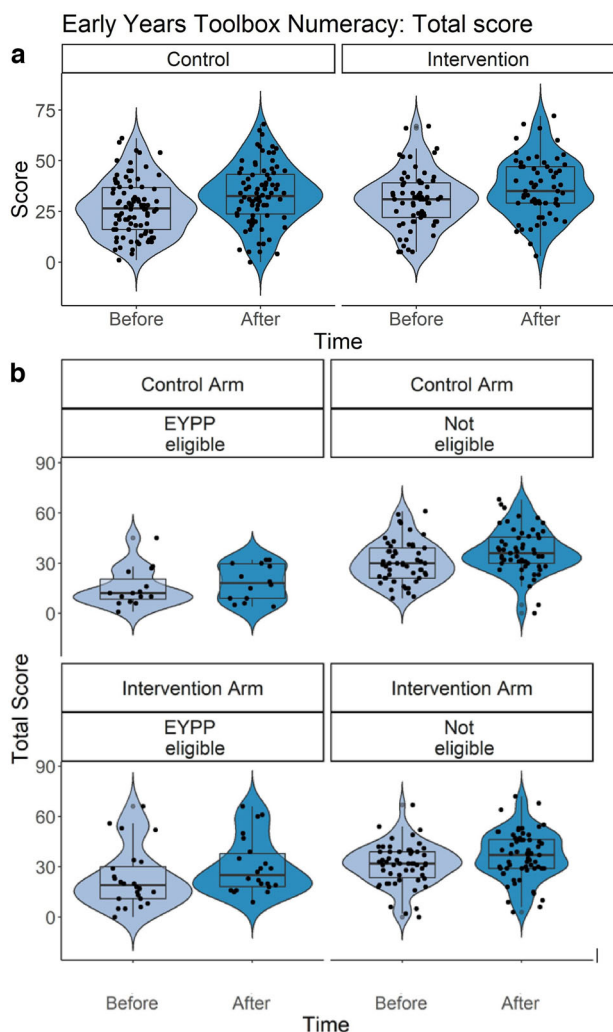 Early Years Toolbox Numeracy: Total score
a
Control Intervention
75
50
25
0
Score
Before After Before After
Time
b
Control Arm Control Arm
EYPP Not
eligible eligible
90
60
30
0
Total Score
Intervention Arm Intervention Arm
EYPP Not
eligible eligible
90
60
30
0
Before After Before After
Time